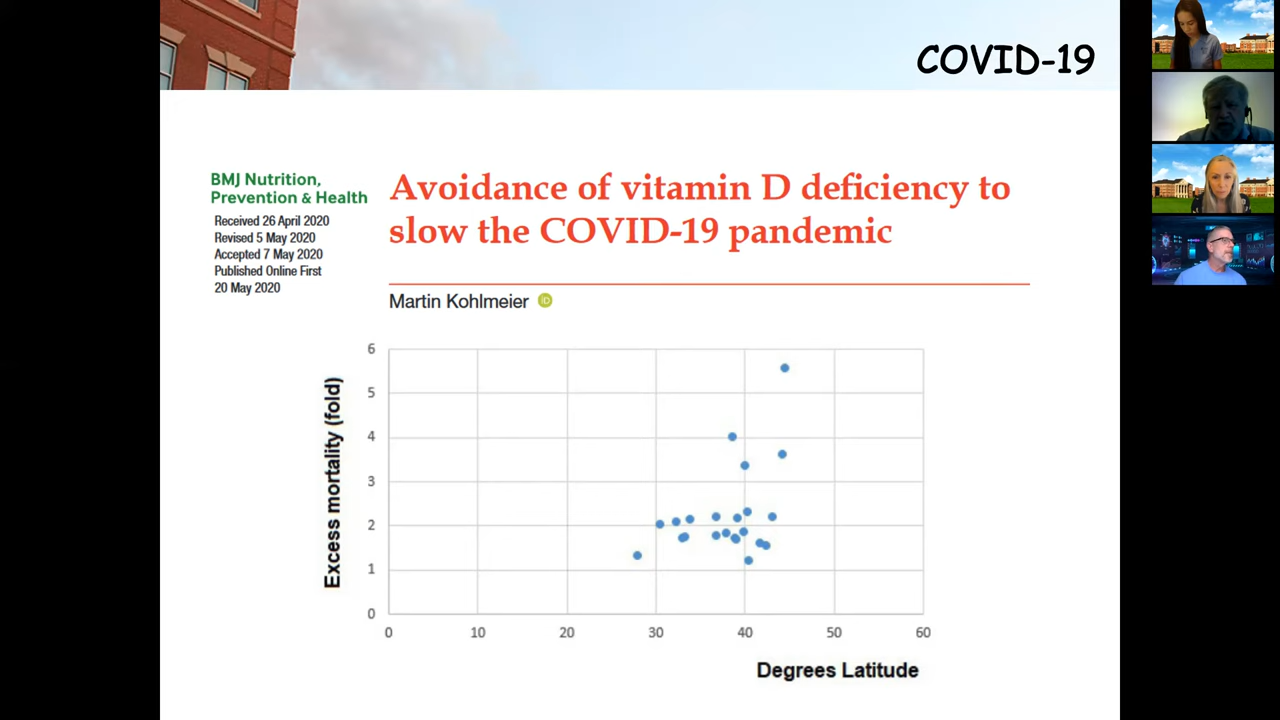 COVID-19
BMJ Nutrition,
Prevention & Health
Received 26 April 2020
Revised 5 May 2020
Accepted 7 May 2020
Published Online First
20 May 2020
Avoidance of vitamin D deficiency to
slow the COVID-19 pandemic
Martin Kohlmeier
iD
Excess mortality (fold)
6
5
4
3
2
1
0
0 10 20 30 40 50 60
Degrees Latitude